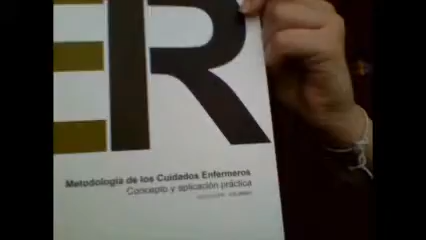 ER
Metodología de los Cuidados Enfermeros
Concepto y aplicación práctica